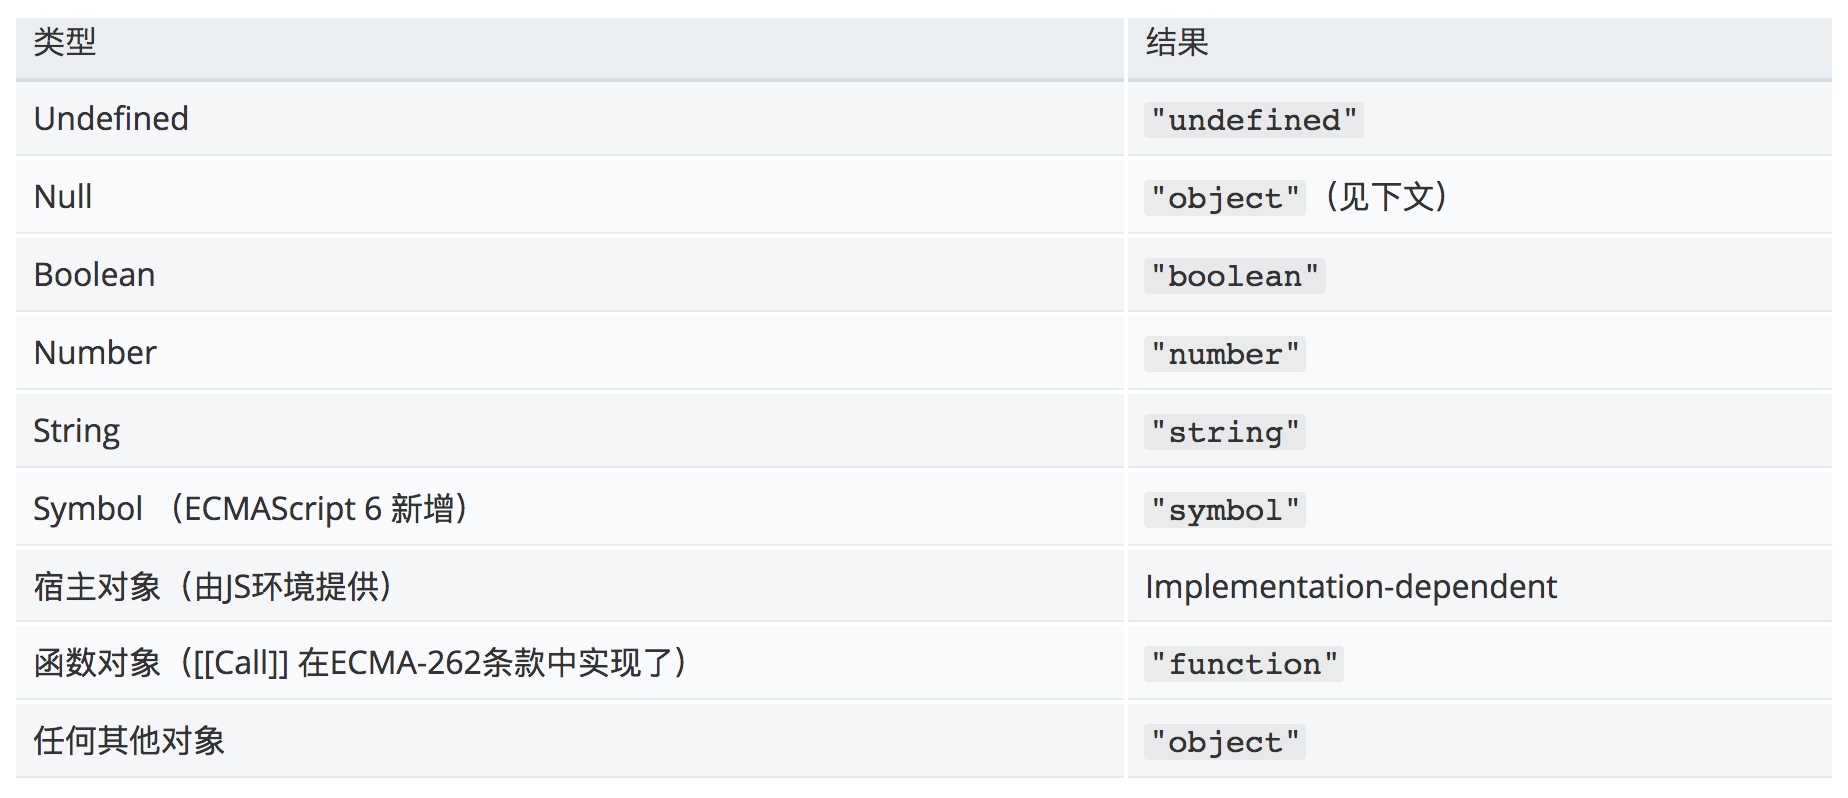 类型 结果
Undefined "undefined"
Null "object"（见下文）
Boolean "boolean"
Number "number"
String "string"
Symbol （ECMAScript 6 新增） "symbol"
宿主对象（由JS环境提供） Implementation-dependent
函数对象（[[Call]] 在ECMA-262条款中实现了） "function"
任何其他对象 "object"